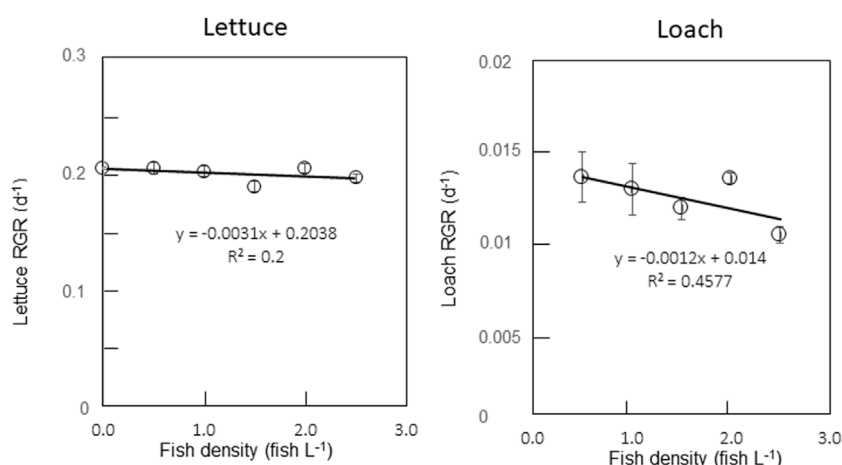 Lettuce
0.3
0.2
0.1
0
Lettuce RGR (d-1)
y = -0.0031x + 0.2038
R² = 0.2
0.0
1.0
2.0
3.0
Fish density (fish L-1)
Loach
0.02
0.015
0.01
0.005
0
Loach RGR (d-1)
y = -0.0012x + 0.014
R² = 0.4577
0.0
1.0
2.0
3.0
Fish density (fish L-1)